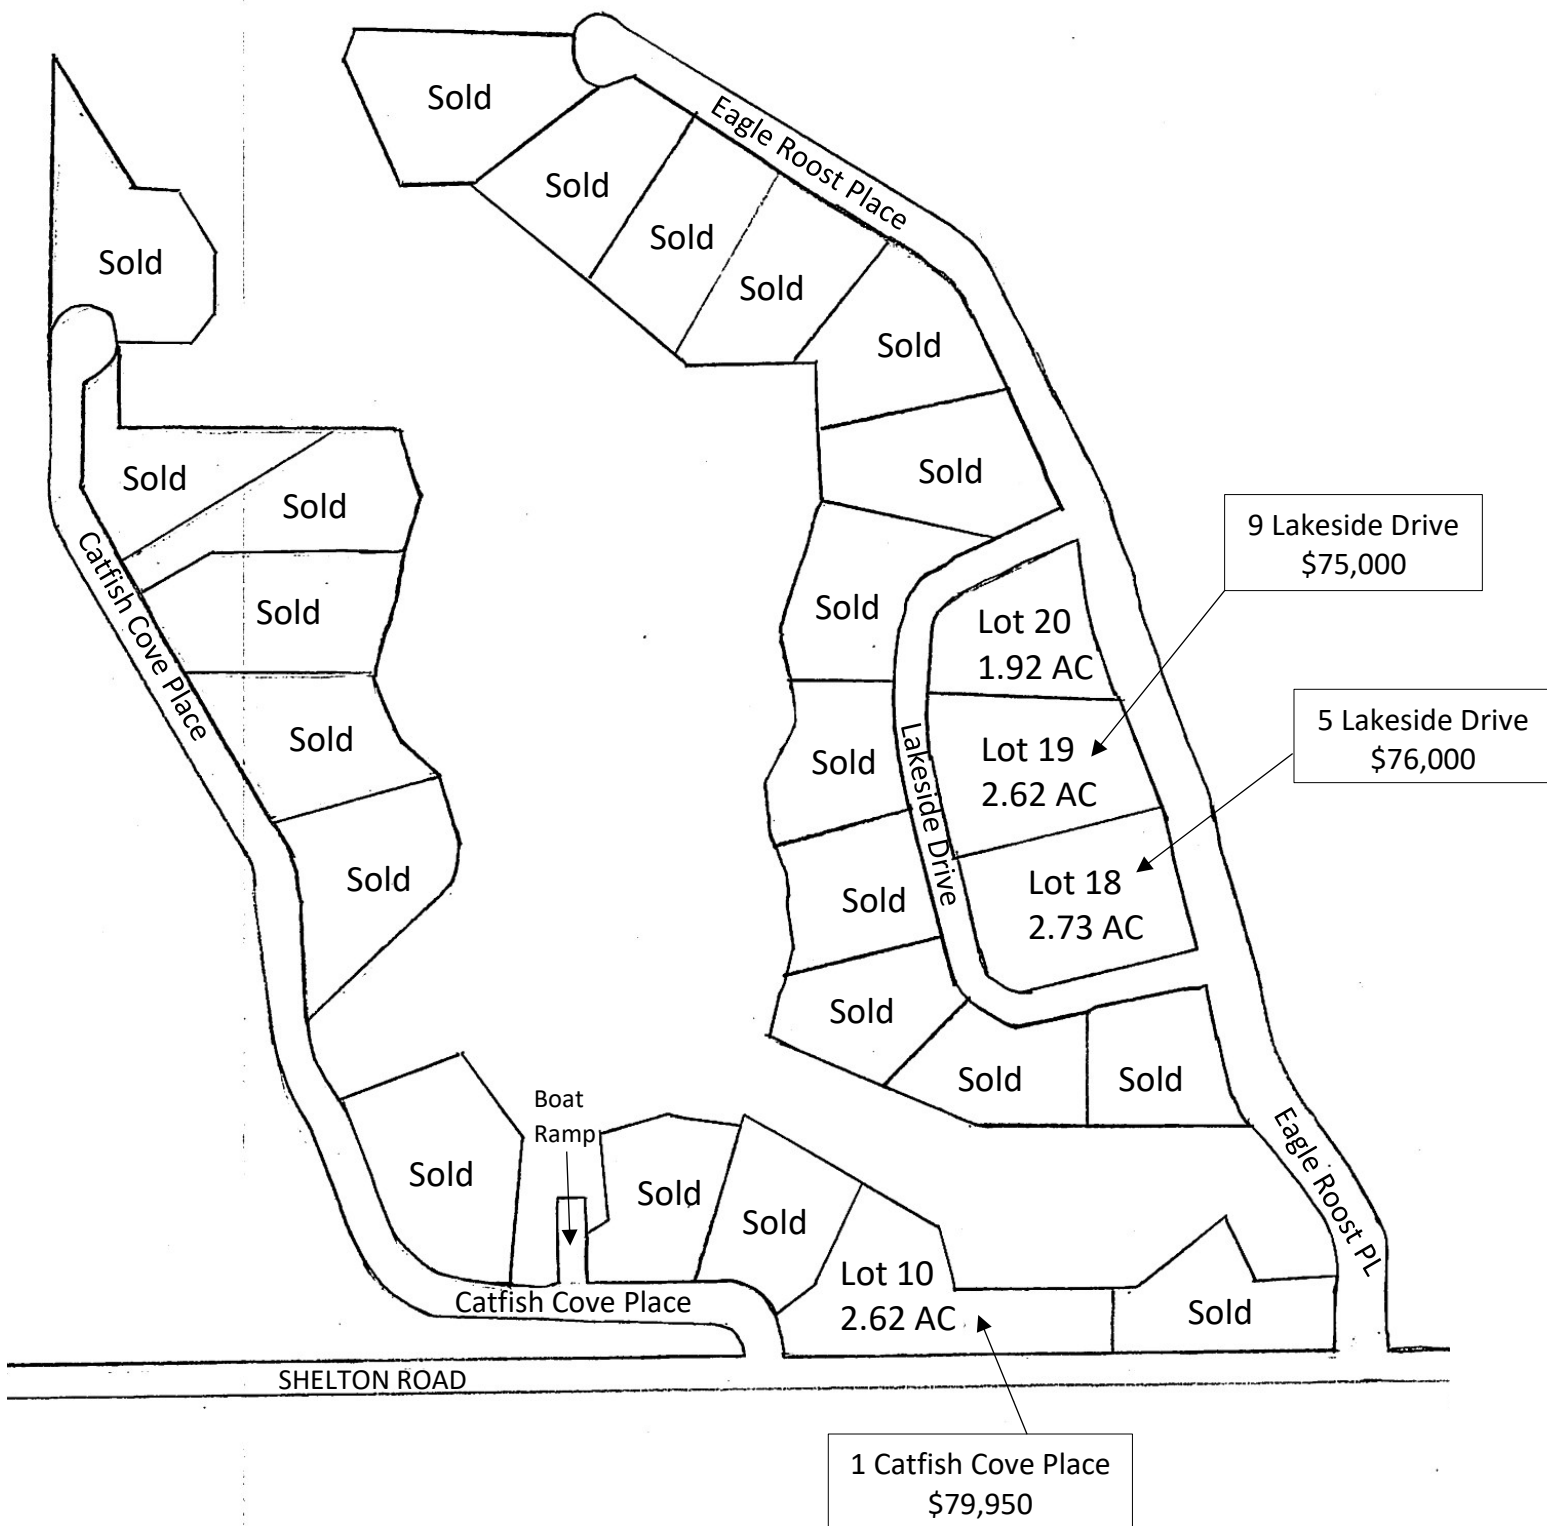 Sold
Eagle Roost Place
Sold
Sold
Sold
Sold
Sold
Sold
Sold
Sold
Catfish Cove Place
Sold
Sold
Sold
9 Lakeside Drive
$75,000
Sold
Lot 20
1.92 AC
5 Lakeside Drive
$76,000
Sold
Lakeside Drive
Lot 19
2.62 AC
Sold
Lot 18
2.73 AC
Sold
Sold
Sold
Boat
Ramp
Eagle Roost PL
Sold
Sold
Sold
Lot 10
2.62 AC
Sold
Catfish Cove Place
SHELTON ROAD
1 Catfish Cove Place
$79,950